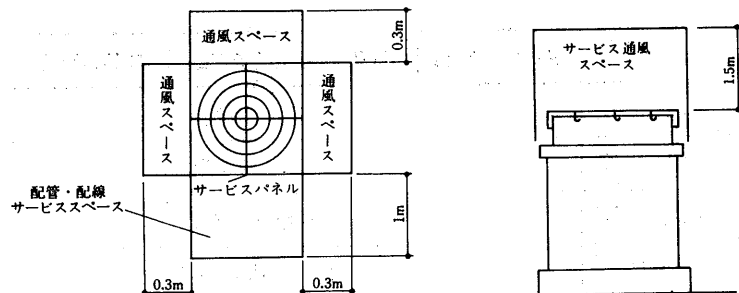 通風スペース
0.3m
サービス通風
スペース
1.5m
通風スペース
通風スペース
サービスパネル
配管・配線
サービススペース
1m
0.3m
0.3m